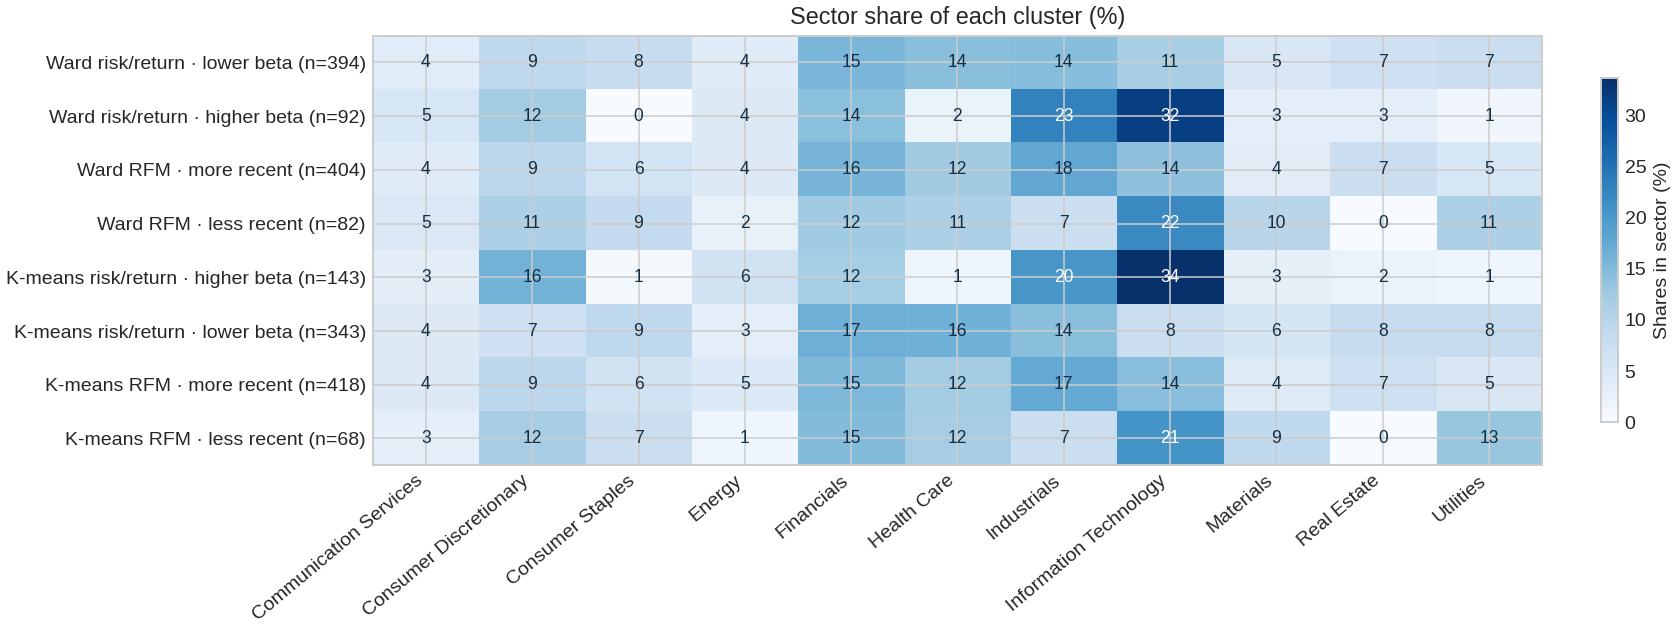 Sector share of each cluster (%)
Ward risk/return · lower beta (n=394) 4 9 8 4 15 14 14 11 5 7 7
Ward risk/return · higher beta (n=92) 5 12 0 4 14 2 23 32 3 3 1
Ward RFM · more recent (n=404) 4 9 6 4 16 12 18 14 4 7 5
Ward RFM · less recent (n=82) 5 11 9 2 12 11 7 22 10 0 11
K-means risk/return · higher beta (n=143) 3 16 1 6 12 1 20 34 3 2 1
K-means risk/return · lower beta (n=343) 4 7 9 3 17 16 14 8 6 8 8
K-means RFM · more recent (n=418) 4 9 6 5 15 12 17 14 4 7 5
K-means RFM · less recent (n=68) 3 12 7 1 15 12 7 21 9 0 13
Communication Services
Consumer Discretionary
Consumer Staples
Energy
Financials
Health Care
Industrials
Information Technology
Materials
Real Estate
Utilities
30
25
20
15
10
5
0
Shares in sector (%)